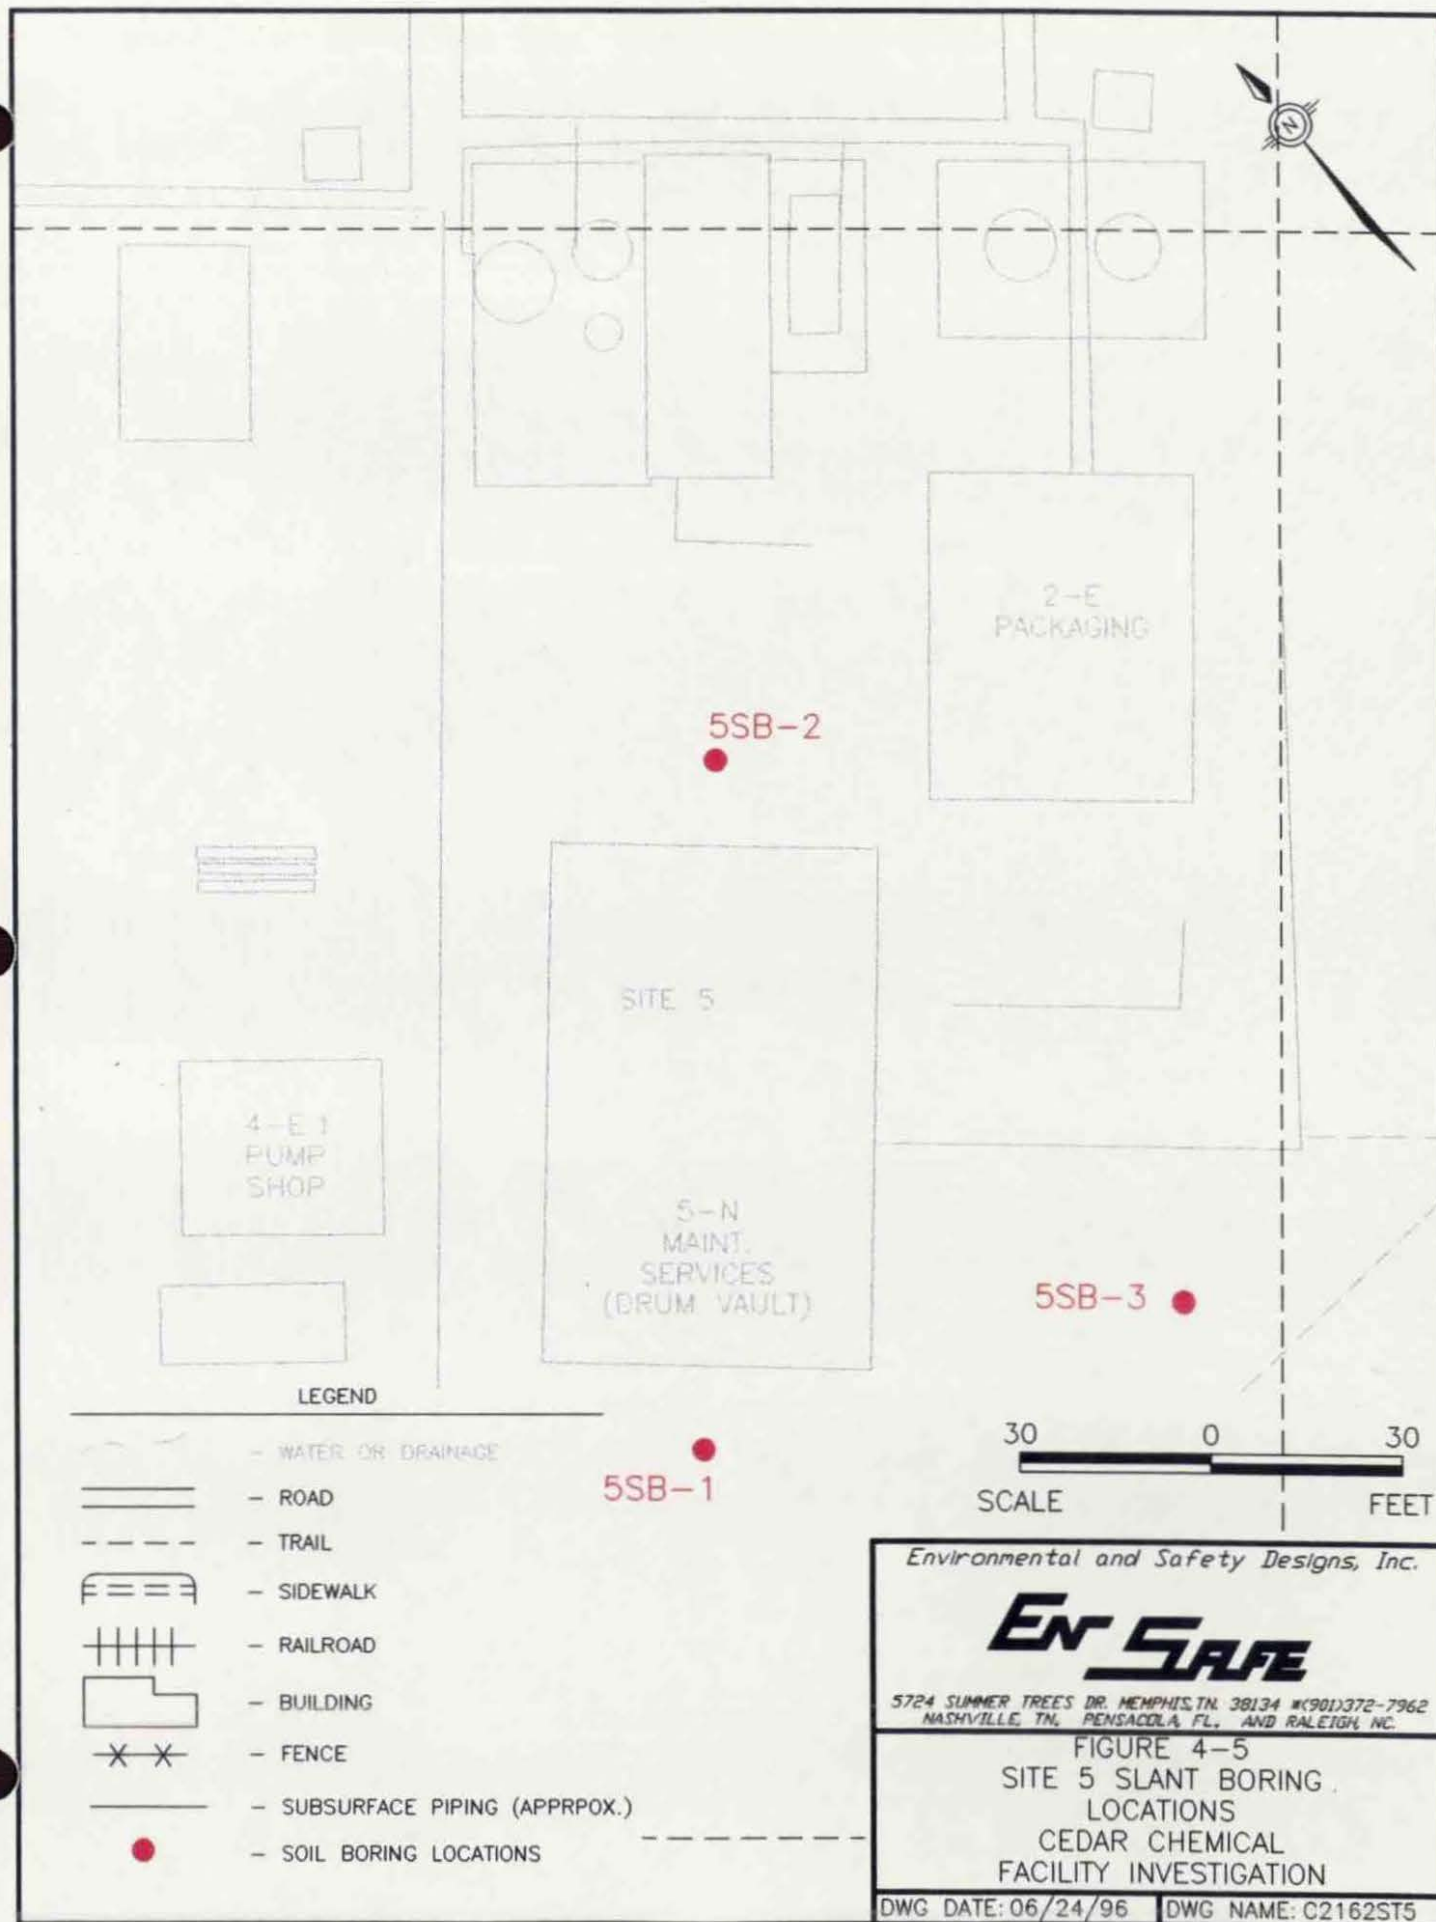 N
2-E
PACKAGING
5SB-2
SITE 5
4-E 1
PUMP
SHOP
5-N
MAINT.
SERVICES
(DRUM VAULT)
5SB-3
5SB-1
LEGEND
- WATER OR DRAINAGE
- ROAD
- TRAIL
- SIDEWALK
- RAILROAD
- BUILDING
- FENCE
- SUBSURFACE PIPING (APPRPOX.)
- SOIL BORING LOCATIONS
30 0 30
SCALE FEET
Environmental and Safety Designs, Inc.
EnSafe
5724 SUMMER TREES DR. MEMPHIS, TN. 38134 (901)372-7962
NASHVILLE, TN, PENSACOLA, FL, AND RALEIGH, NC.
FIGURE 4-5
SITE 5 SLANT BORING
LOCATIONS
CEDAR CHEMICAL
FACILITY INVESTIGATION
DWG DATE: 06/24/96 DWG NAME: C2162ST5